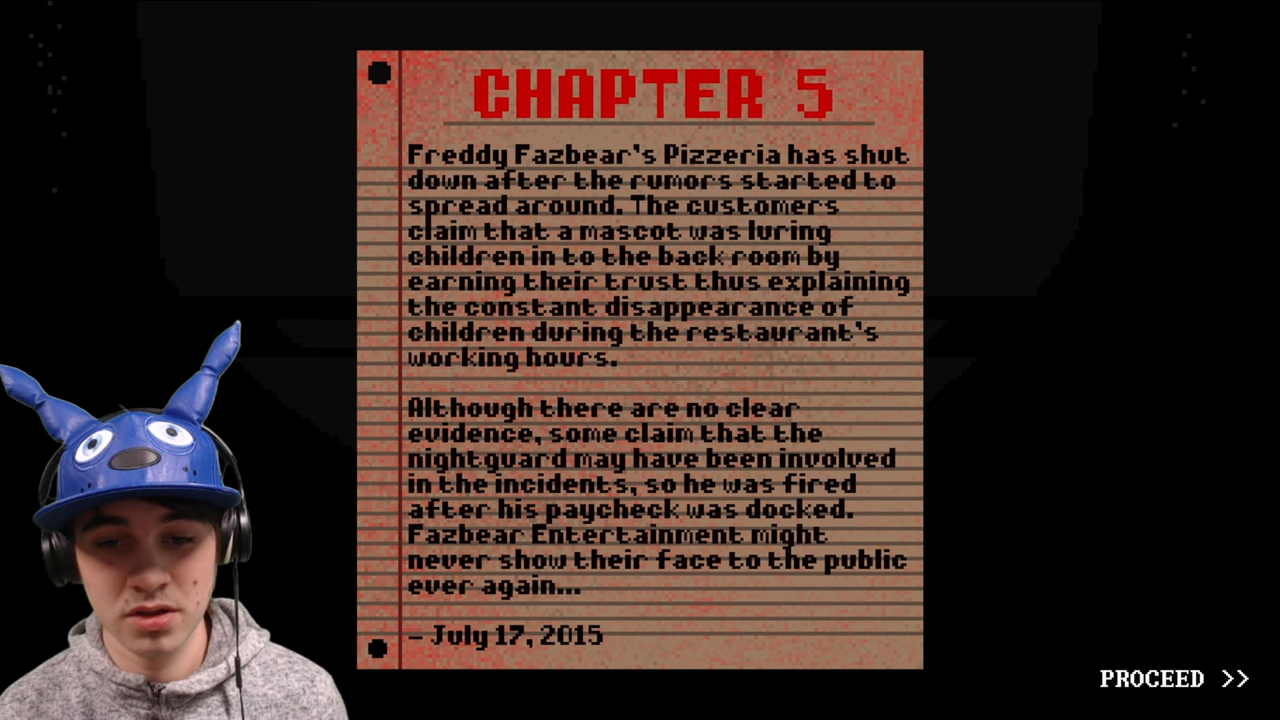 CHAPTER 5
Freddy Fazbear's Pizzeria has shut
down after the rumors started to
spread around. The customers
claim that a mascot was luring
children in to the back room by
earning their trust thus explaining
the constant disappearance of
children during the restaurant's
working hours.
Although there are no clear
evidence, some claim that the
nightguard may have been involved
in the incidents, so he was fired
after his paycheck was docked.
Fazbear Entertainment might
never show their face to the public
ever again...
- July 17, 2015
PROCEED >>